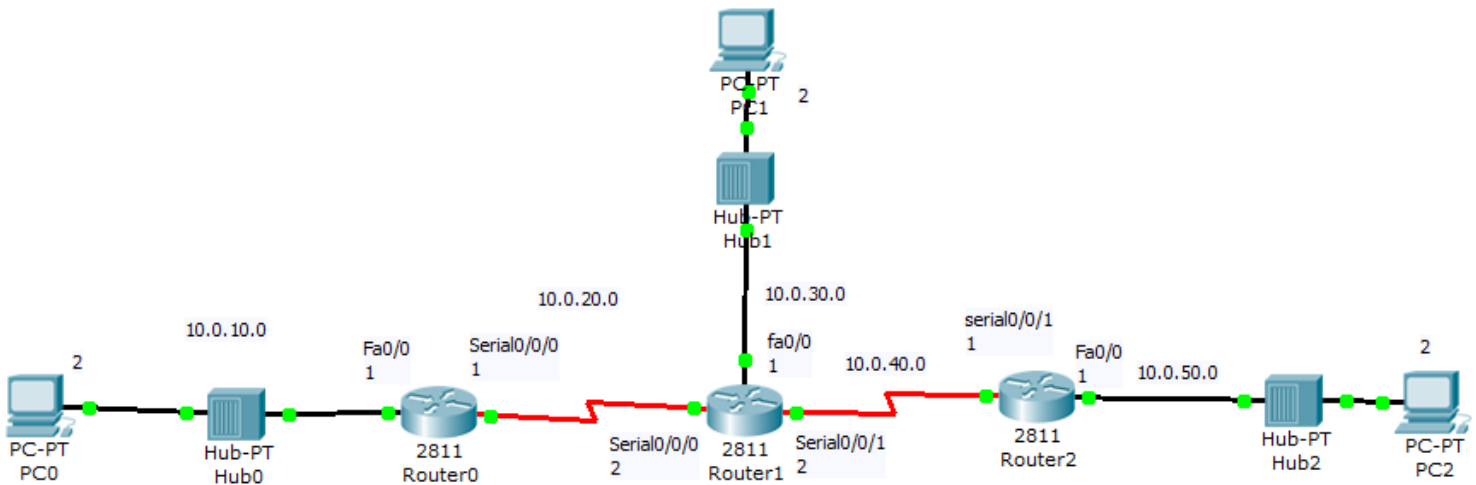 PC-PT
PC1
2
Hub-PT
Hub1
10.0.20.0
10.0.30.0
10.0.10.0
serial0/0/1
1
Fa0/0
1
Serial0/0/0
1
fa0/0
1
10.0.40.0
Fa0/0
1
10.0.50.0
2
2
PC-PT
PC0
Hub-PT
Hub0
2811
Router0
Serial0/0/0
2
2811
Router1
Serial0/0/1
2
2811
Router2
Hub-PT
Hub2
PC-PT
PC2